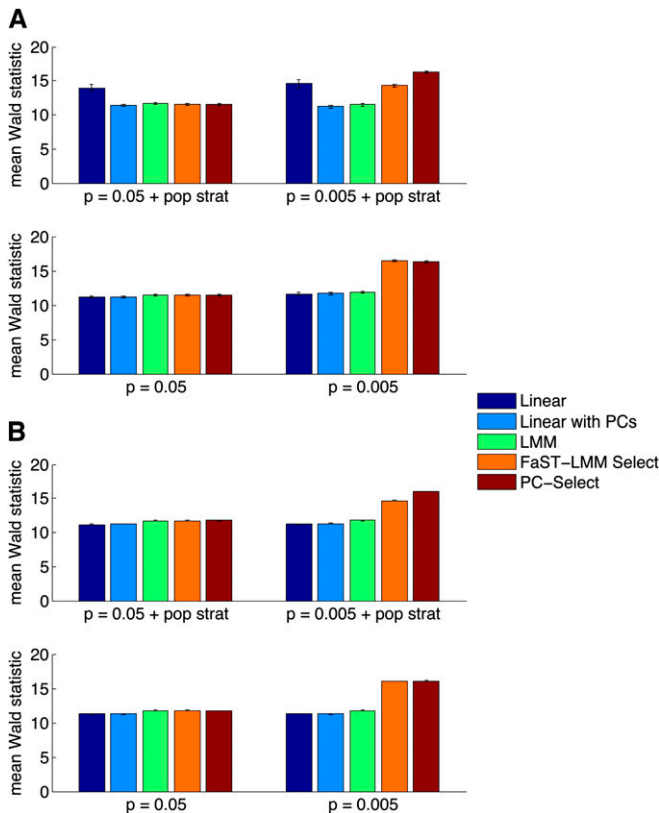 A
mean Wald statistic
20
15
10
5
0
p = 0.05 + pop strat
p = 0.005 + pop strat
mean Wald statistic
20
15
10
5
0
p = 0.05
p = 0.005
Linear
Linear with PCs
LMM
FaST-LMM Select
PC-Select
B
mean Wald statistic
20
15
10
5
0
p = 0.05 + pop strat
p = 0.005 + pop strat
mean Wald statistic
20
15
10
5
0
p = 0.05
p = 0.005